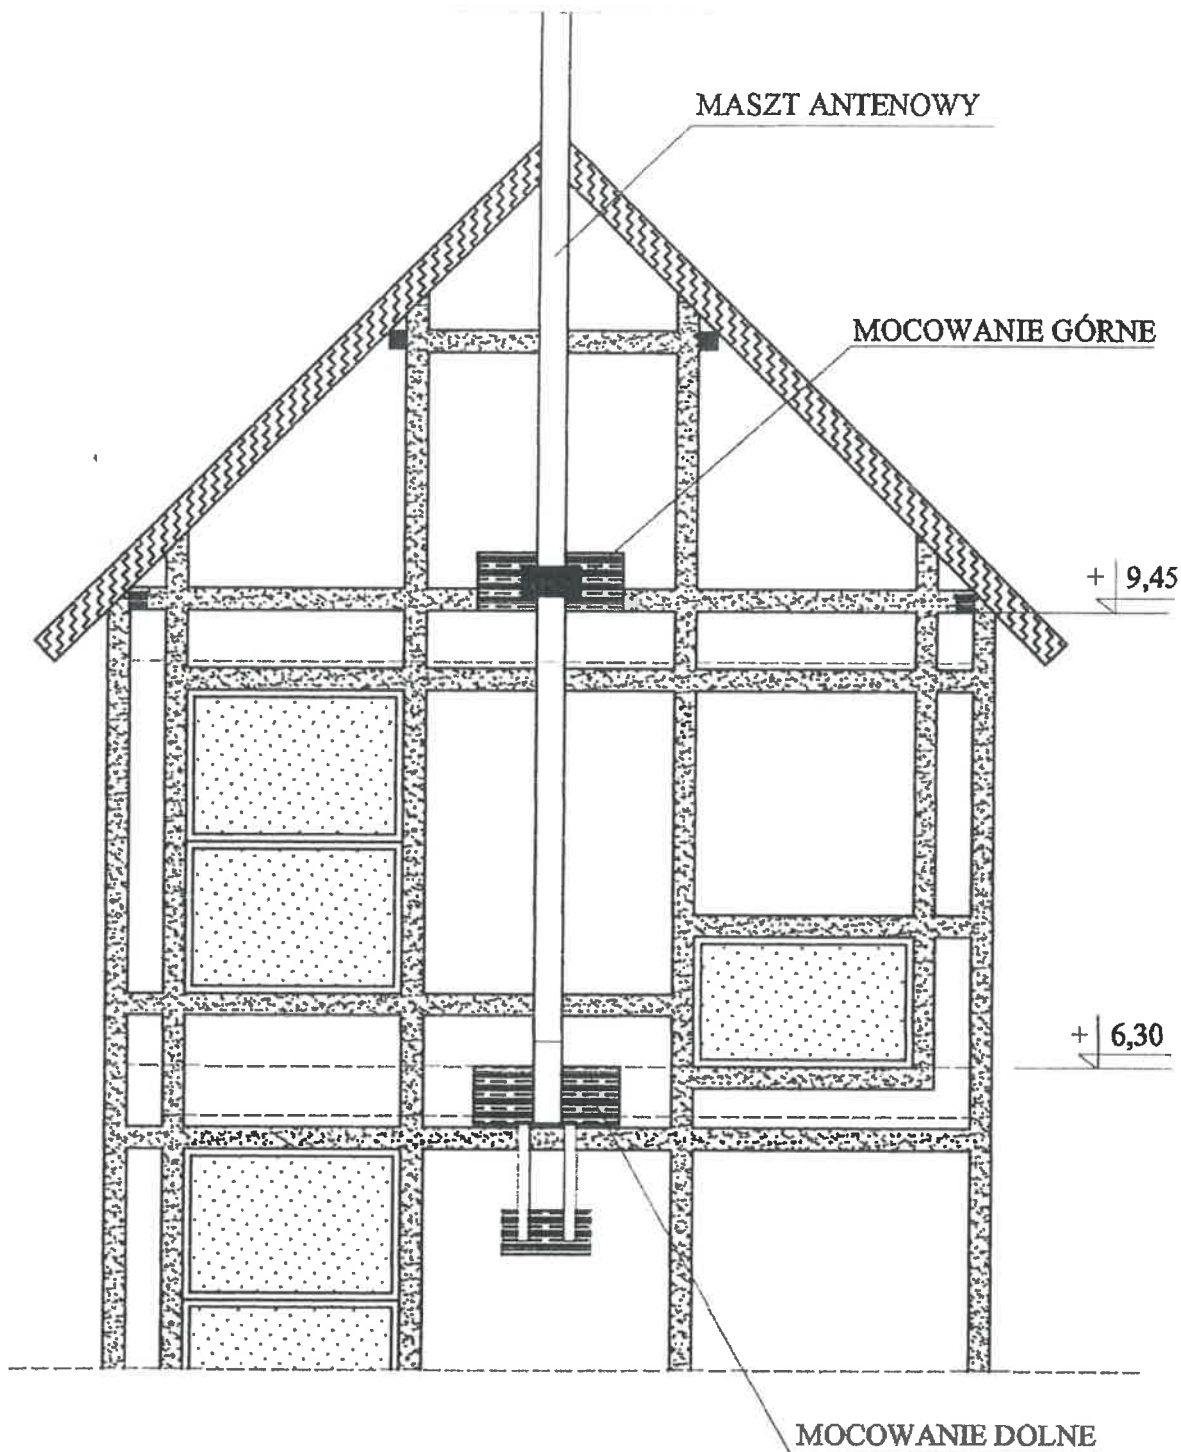 MASZT ANTENOWY
MOCOWANIE GÓRNE
+ 9,45
+ 6,30
MOCOWANIE DOLNE